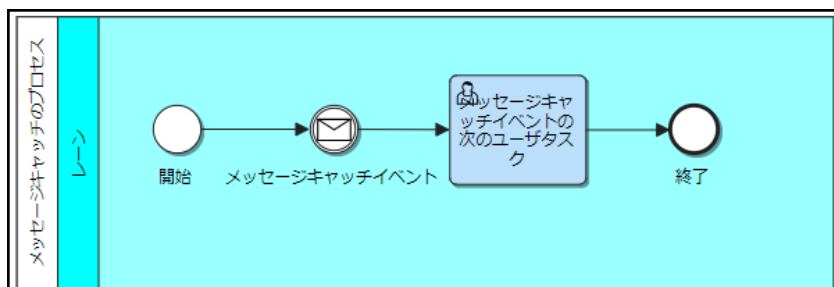 メッセージキャッチのプロセス
レーン
開始
メッセージキャッチイベント
メッセージキャ
ッチイベントの
次のユーザタス
ク
終了